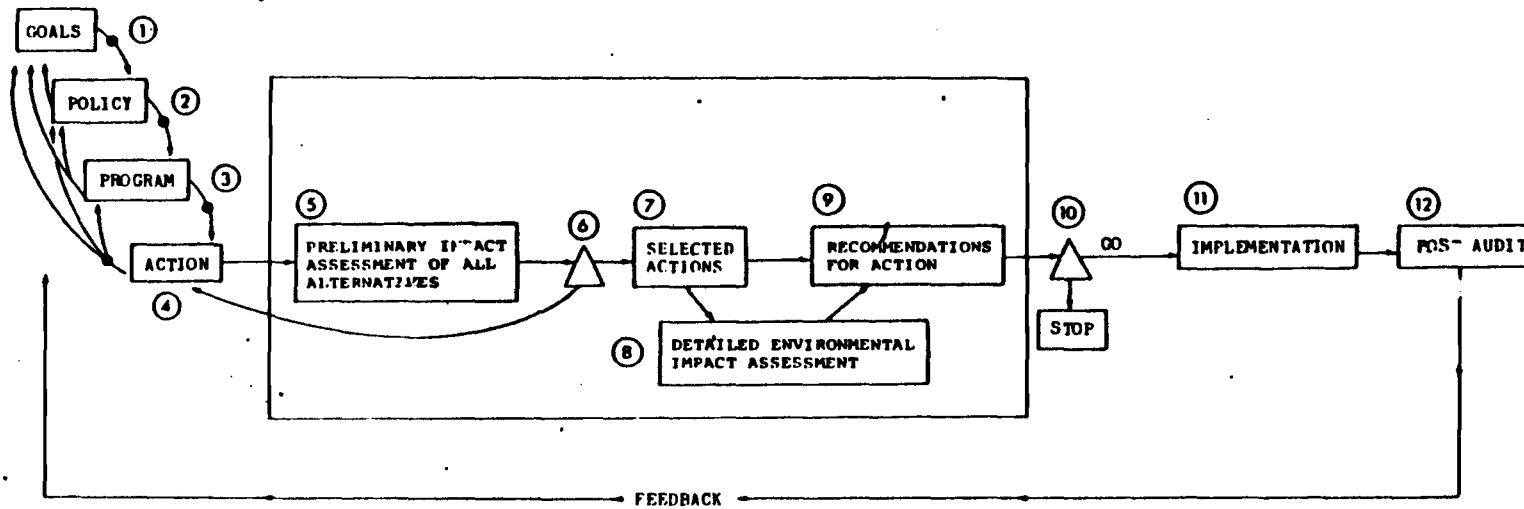 GOALS
1
POLICY
2
PROGRAM
3
ACTION
4
5
PRELIMINARY IMPACT
ASSESSMENT OF ALL
ALTERNATIVES
6
7
SELECTED
ACTIONS
8
DETAILED ENVIRONMENTAL
IMPACT ASSESSMENT
9
RECOMMENDATIONS
FOR ACTION
10
GO
STOP
11
IMPLEMENTATION
12
POST AUDIT
FEEDBACK